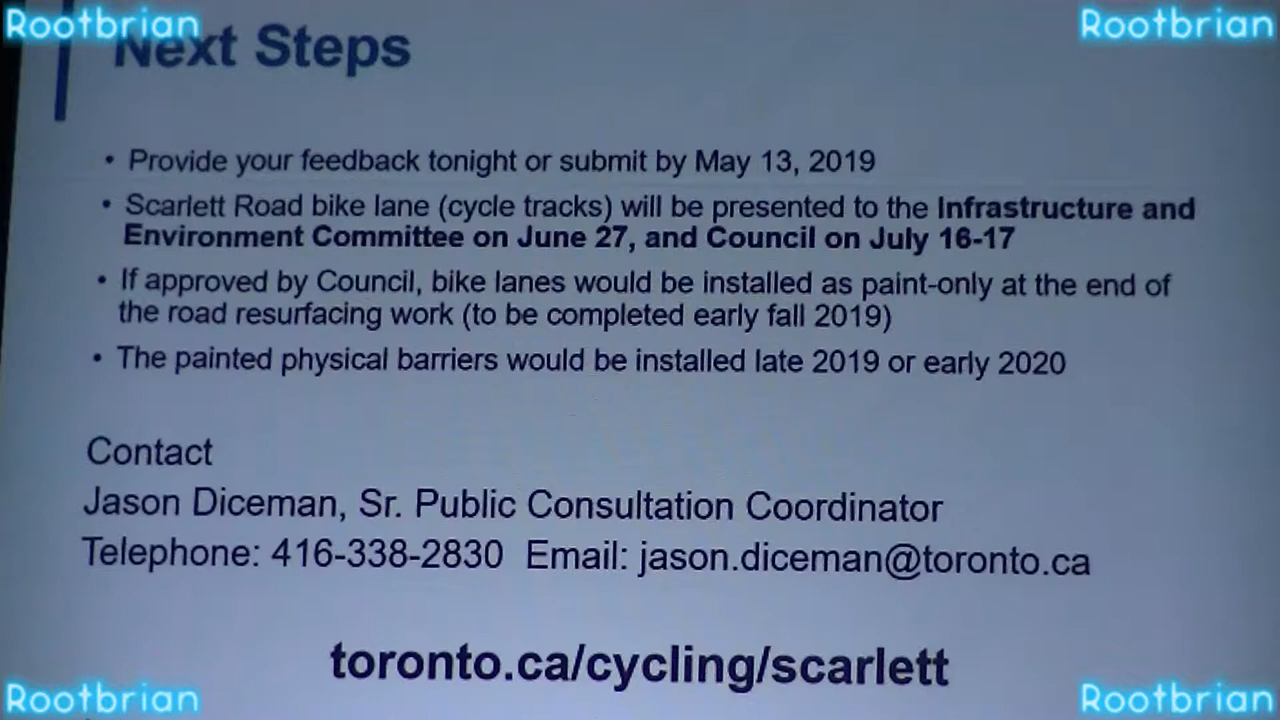 Rootbrian
Rootbrian
Next Steps
• Provide your feedback tonight or submit by May 13, 2019
• Scarlett Road bike lane (cycle tracks) will be presented to the Infrastructure and
Environment Committee on June 27, and Council on July 16-17
• If approved by Council, bike lanes would be installed as paint-only at the end of
the road resurfacing work (to be completed early fall 2019)
• The painted physical barriers would be installed late 2019 or early 2020
Contact
Jason Diceman, Sr. Public Consultation Coordinator
Telephone: 416-338-2830 Email: jason.diceman@toronto.ca
toronto.ca/cycling/scarlett
Rootbrian
Rootbrian